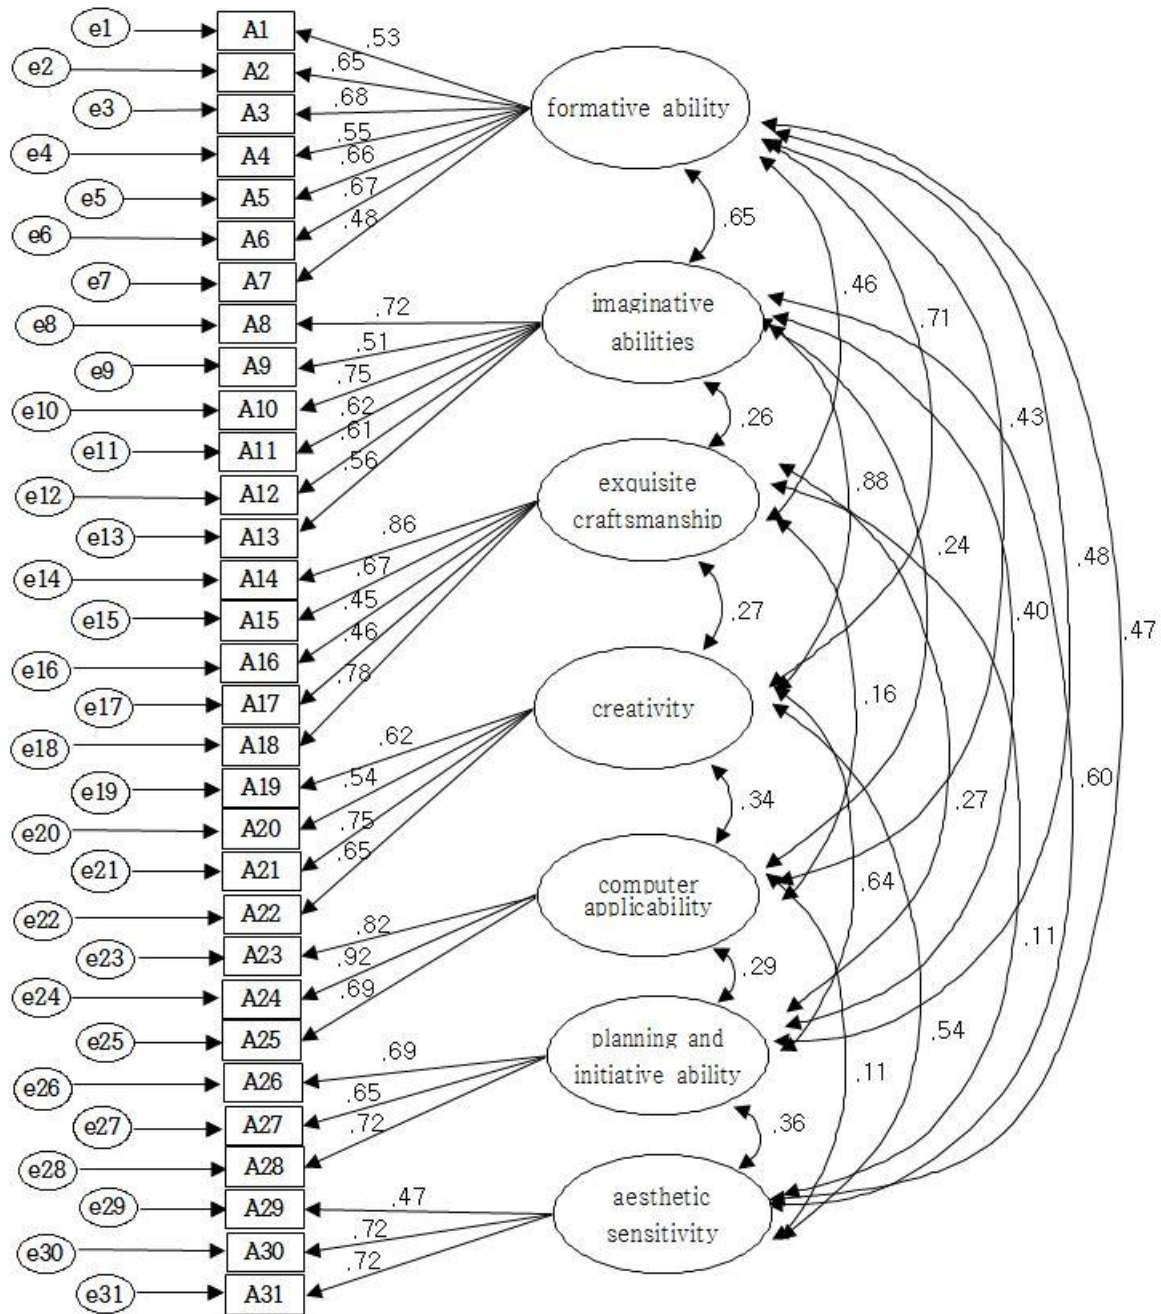 e1
A1
.53
e2
A2
.65
e3
A3
.68
e4
A4
.55
e5
A5
.66
e6
A6
.67
e7
A7
.48
formative ability
.65
e8
A8
.72
e9
A9
.51
e10
A10
.75
e11
A11
.62
e12
A12
.61
e13
A13
.56
imaginative
abilities
.26
e14
A14
.86
e15
A15
.67
e16
A16
.45
e17
A17
.46
e18
A18
.78
exquisite
craftsmanship
.27
e19
A19
.62
e20
A20
.54
e21
A21
.75
e22
A22
.65
creativity
.34
e23
A23
.82
e24
A24
.92
e25
A25
.69
computer
applicability
.29
e26
A26
.69
e27
A27
.65
e28
A28
.72
planning and
initiative ability
.36
e29
A29
.47
e30
A30
.72
e31
A31
.72
aesthetic
sensitivity
.46
.71
.43
.88
.24
.48
.40
.47
.16
.27
.60
.64
.11
.54
.11